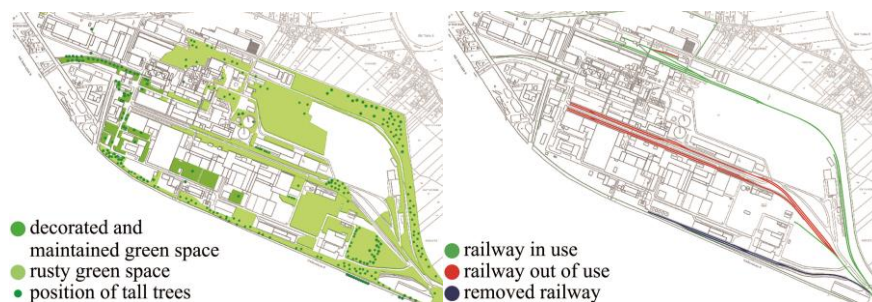 decorated and
maintained green space
rusty green space
position of tall trees
railway in use
railway out of use
removed railway